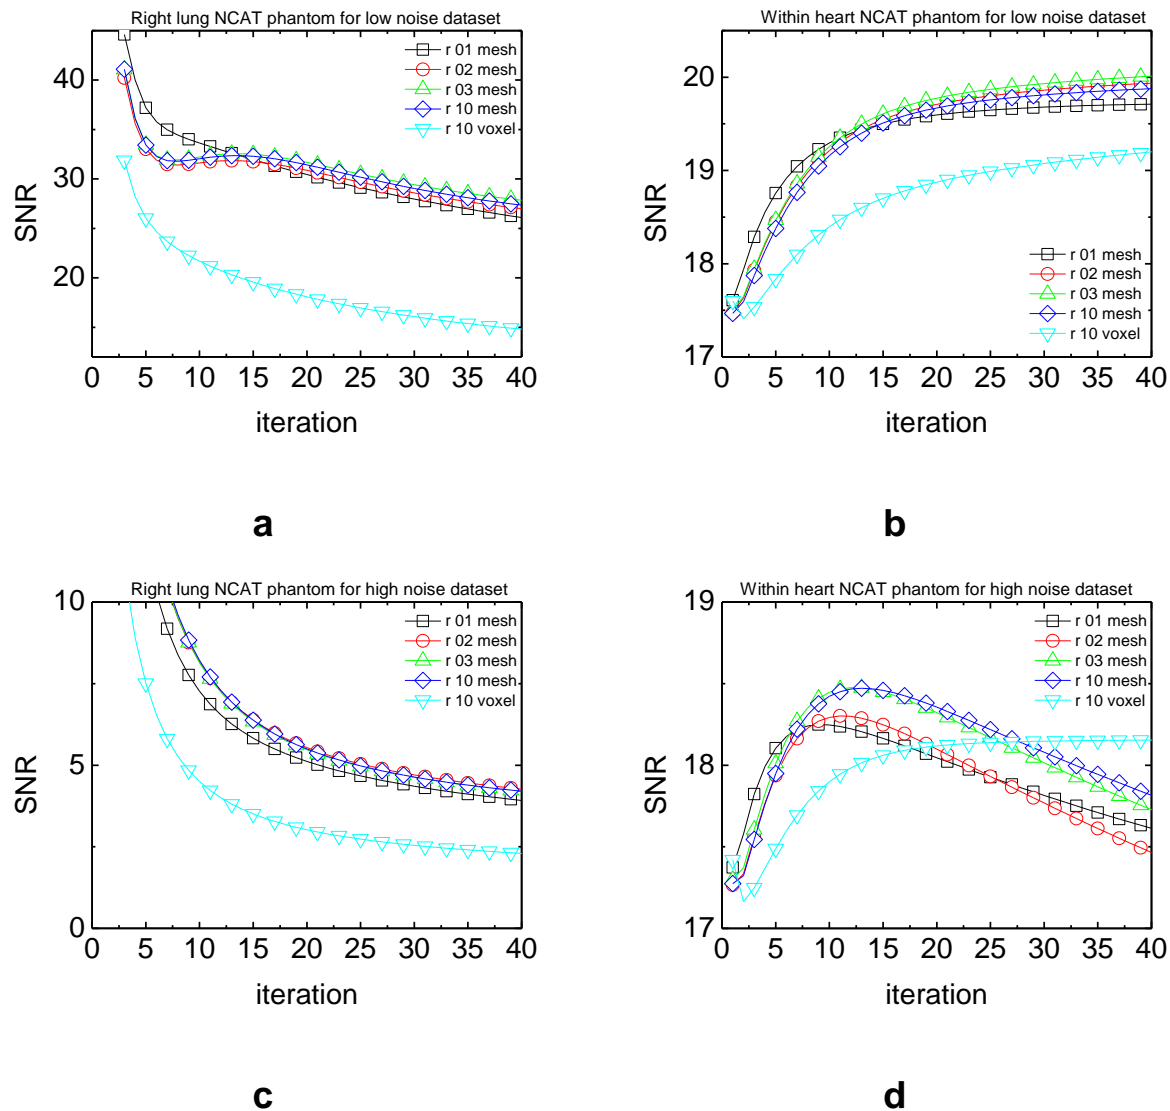 Right lung NCAT phantom for low noise dataset
r 01 mesh
r 02 mesh
r 03 mesh
r 10 mesh
r 10 voxel
40
30
20
SNR
0 5 10 15 20 25 30 35 40
iteration
a
Within heart NCAT phantom for low noise dataset
20
19
18
17
SNR
r 01 mesh
r 02 mesh
r 03 mesh
r 10 mesh
r 10 voxel
0 5 10 15 20 25 30 35 40
iteration
b
Right lung NCAT phantom for high noise dataset
10
5
0
SNR
r 01 mesh
r 02 mesh
r 03 mesh
r 10 mesh
r 10 voxel
0 5 10 15 20 25 30 35 40
iteration
c
Within heart NCAT phantom for high noise dataset
19
18
17
SNR
r 01 mesh
r 02 mesh
r 03 mesh
r 10 mesh
r 10 voxel
0 5 10 15 20 25 30 35 40
iteration
d